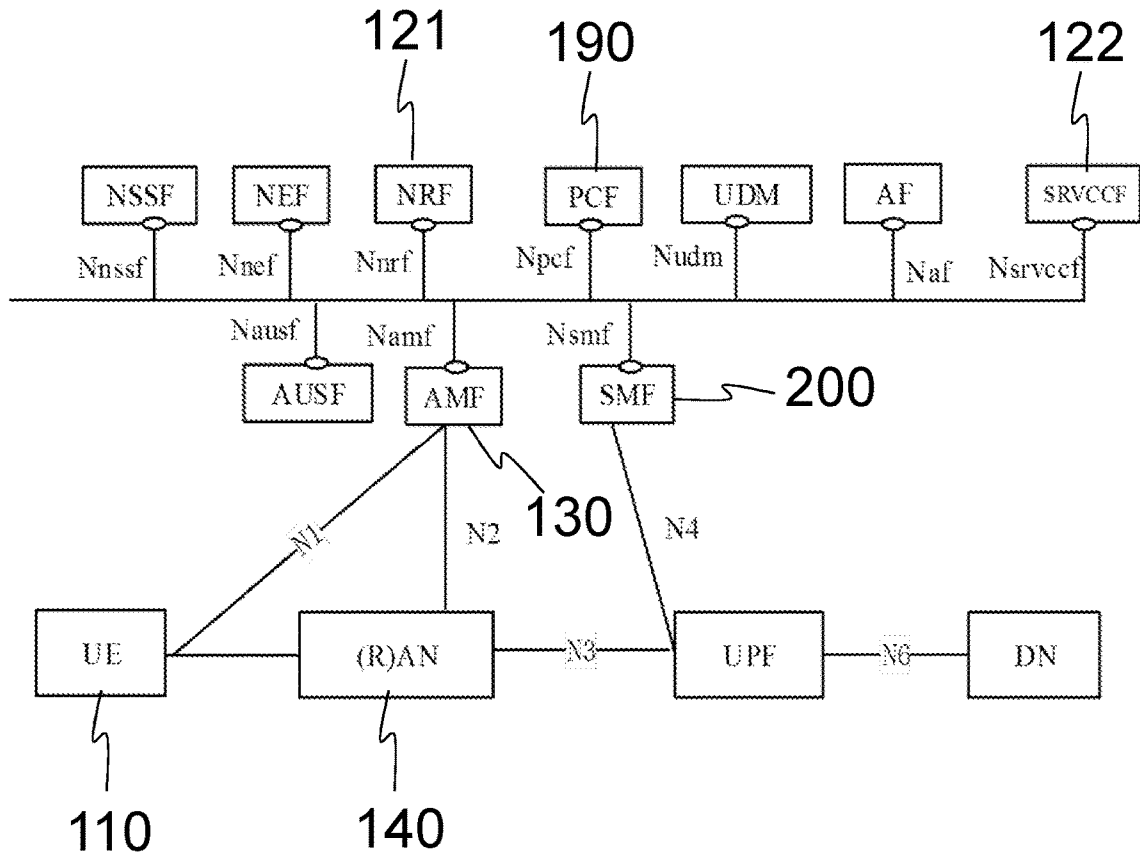 121 190 122
NSSF NEF NRF PCF UDM AF SRVCCF
Nnssf Nnef Nnrf Npcf Nudm Naf Nsrvccf
Nausf Namf Nsmf
AUSF AMF SMF 200
130
N1 N2 N4
UE (R)AN N3 UPF N6 DN
110 140